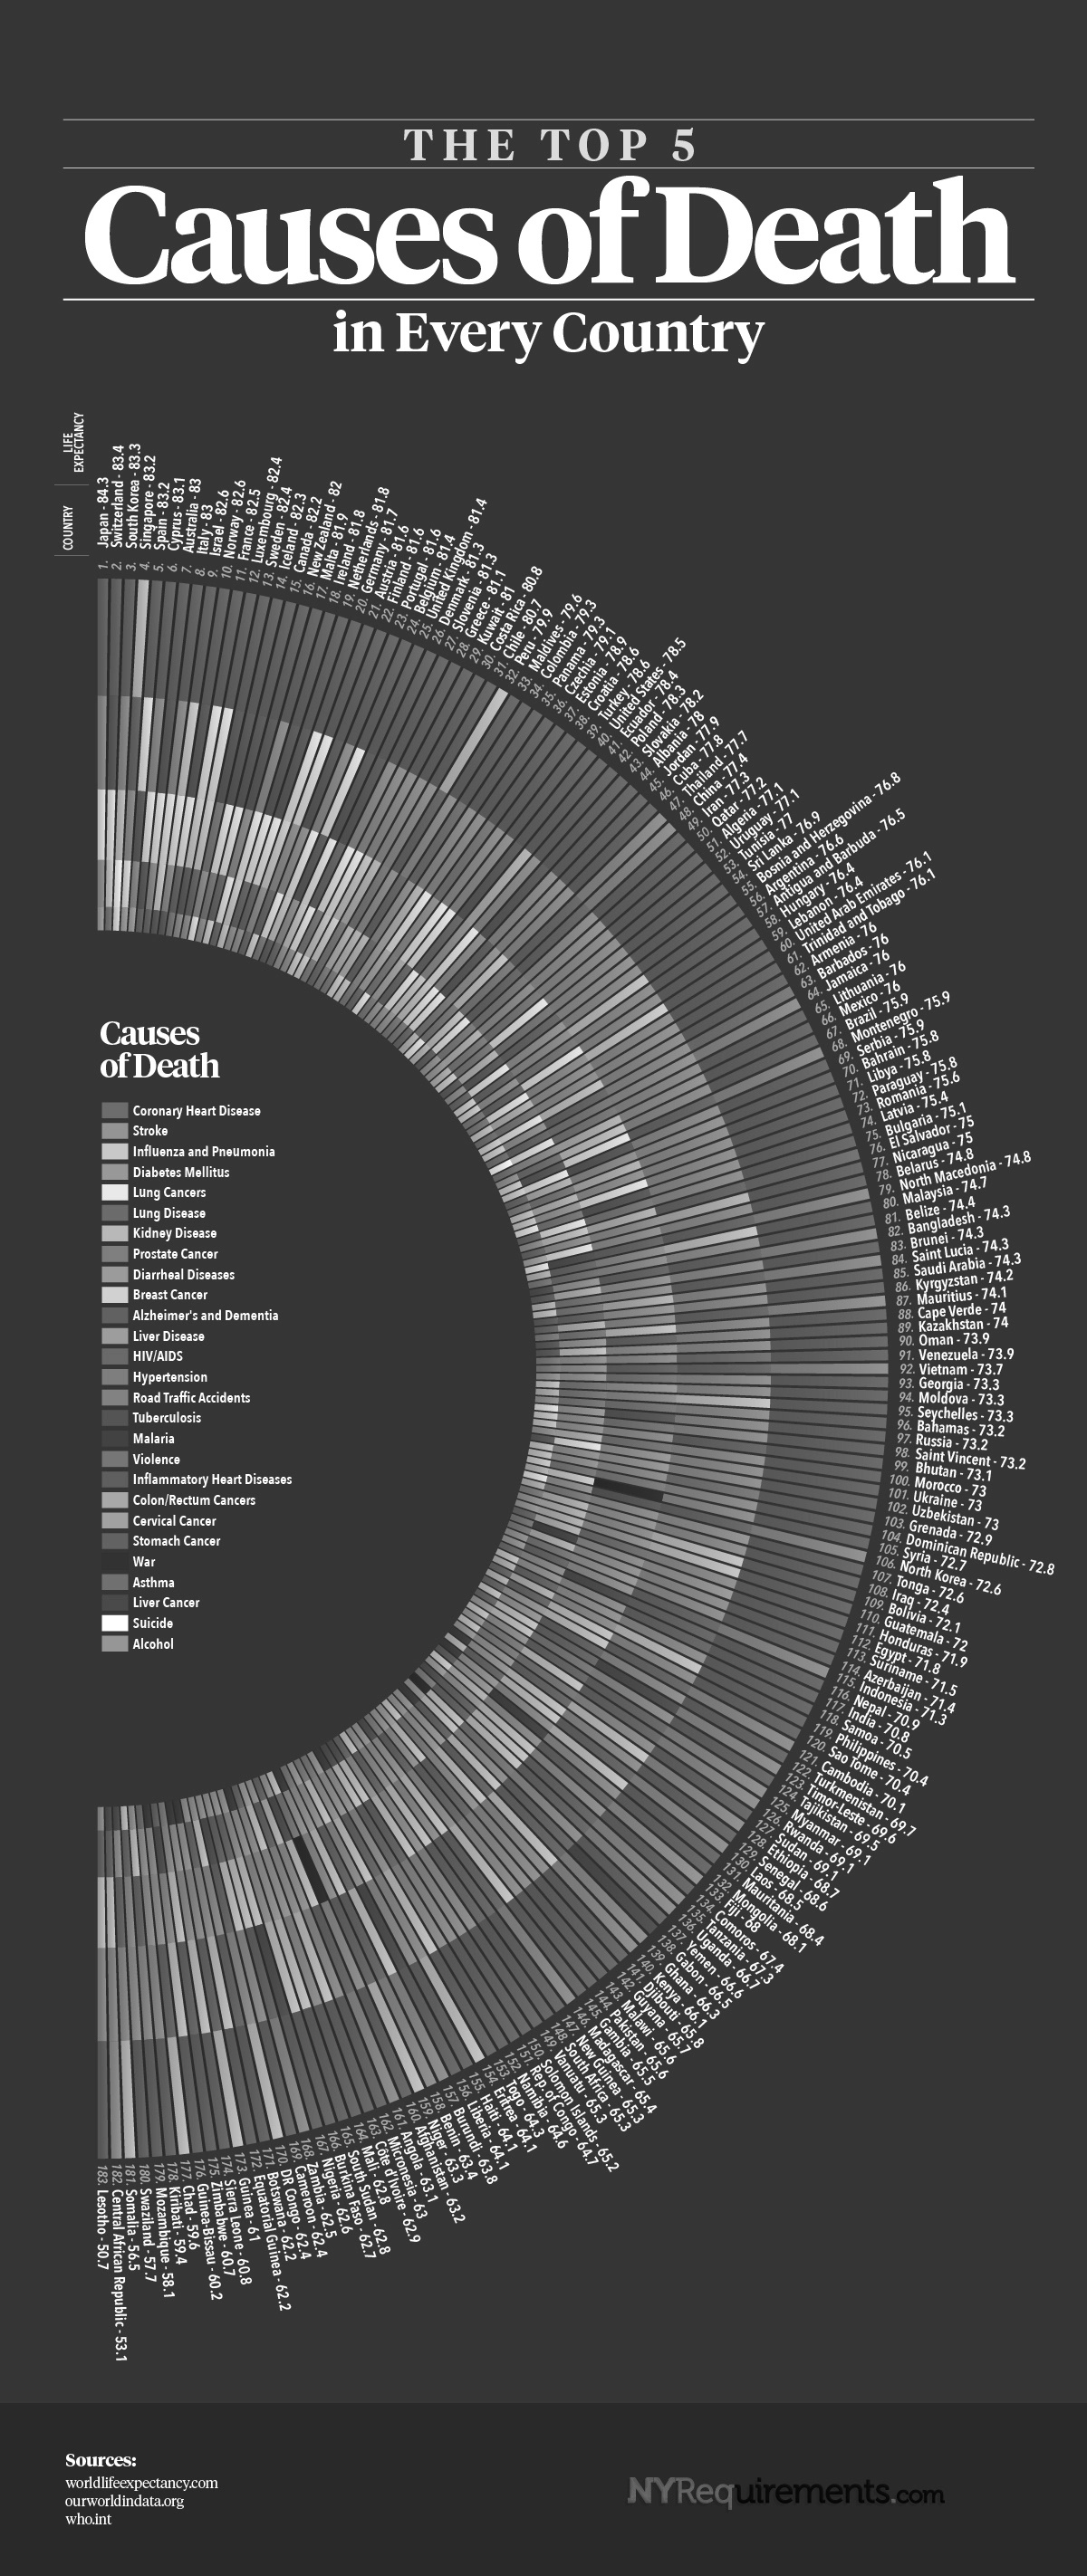 THE TOP 5
Causes of Death
in Every Country
LIFE
EXPECTANCY
COUNTRY
1. Japan - 84.3
2. Switzerland - 83.4
3. South Korea - 83.3
4. Singapore - 83.2
5. Spain - 83.2
6. Cyprus - 83.1
7. Australia - 83
8. Italy - 83
9. Israel - 82.6
10. Norway - 82.6
11. France - 82.5
12. Luxembourg - 82.4
13. Sweden - 82.4
14. Iceland - 82.3
15. Canada - 82.2
16. New Zealand - 82
17. Malta - 81.9
18. Ireland - 81.8
19. Netherlands - 81.8
20. Germany - 81.7
21. Austria - 81.6
22. Finland - 81.6
23. Portugal - 81.6
24. Belgium - 81.4
25. United Kingdom - 81.4
26. Denmark - 81.3
27. Slovenia - 81.3
28. Greece - 81.1
29. Kuwait - 81
30. Costa Rica - 80.8
31. Chile - 80.7
32. Peru - 79.9
33. Maldives - 79.6
34. Colombia - 79.3
35. Panama - 79.3
36. Czechia - 79.1
37. Estonia - 78.9
38. Croatia - 78.6
39. Turkey - 78.6
40. United States - 78.5
41. Ecuador - 78.4
42. Poland - 78.3
43. Slovakia - 78.2
44. Albania - 78
45. Jordan - 77.9
46. Cuba - 77.8
47. Thailand - 77.7
48. China - 77.4
49. Iran - 77.3
50. Qatar - 77.2
51. Algeria - 77.1
52. Uruguay - 77.1
53. Tunisia - 77
54. Sri Lanka - 76.9
55. Bosnia and Herzegovina - 76.8
56. Argentina - 76.6
57. Antigua and Barbuda - 76.5
58. Hungary - 76.4
59. Lebanon - 76.4
60. United Arab Emirates - 76.1
61. Trinidad and Tobago - 76.1
62. Armenia - 76
63. Barbados - 76
64. Jamaica - 76
65. Lithuania - 76
66. Mexico - 76
67. Brazil - 75.9
68. Montenegro - 75.9
69. Serbia - 75.9
70. Bahrain - 75.8
71. Libya - 75.8
72. Paraguay - 75.8
73. Romania - 75.6
74. Latvia - 75.4
75. Bulgaria - 75.1
76. El Salvador - 75
77. Nicaragua - 75
78. Belarus - 74.8
79. North Macedonia - 74.8
80. Malaysia - 74.7
81. Belize - 74.4
82. Bangladesh - 74.3
83. Brunei - 74.3
84. Saint Lucia - 74.3
85. Saudi Arabia - 74.3
86. Kyrgyzstan - 74.2
87. Mauritius - 74.1
88. Cape Verde - 74
89. Kazakhstan - 74
90. Oman - 73.9
91. Venezuela - 73.9
92. Vietnam - 73.7
93. Georgia - 73.3
94. Moldova - 73.3
95. Seychelles - 73.3
96. Bahamas - 73.2
97. Russia - 73.2
98. Saint Vincent - 73.2
99. Bhutan - 73.1
100. Morocco - 73
101. Ukraine - 73
102. Uzbekistan - 73
103. Grenada - 72.9
104. Dominican Republic - 72.8
105. Syria - 72.7
106. North Korea - 72.6
107. Tonga - 72.6
108. Iraq - 72.4
109. Bolivia - 72.1
110. Guatemala - 72
111. Honduras - 71.9
112. Egypt - 71.8
113. Suriname - 71.5
114. Azerbaijan - 71.4
115. Indonesia - 71.3
116. Nepal - 70.9
117. India - 70.8
118. Samoa - 70.5
119. Philippines - 70.4
120. Sao Tome - 70.4
121. Cambodia - 70.1
122. Turkmenistan - 69.7
123. Timor-Leste - 69.6
124. Tajikistan - 69.5
125. Myanmar - 69.1
126. Rwanda - 69.1
127. Sudan - 69.1
128. Ethiopia - 68.7
129. Senegal - 68.6
130. Laos - 68.5
131. Mauritania - 68.4
132. Mongolia - 68.1
133. Fiji - 68
134. Comoros - 67.4
135. Tanzania - 67.3
136. Uganda - 66.7
137. Yemen - 66.6
138. Gabon - 66.5
139. Ghana - 66.3
140. Kenya - 66.1
141. Djibouti - 65.8
142. Guyana - 65.7
143. Malawi - 65.6
144. Pakistan - 65.6
145. Gambia - 65.5
146. Madagascar - 65.4
147. New Guinea - 65.3
148. South Africa - 65.3
149. Vanuatu - 65.3
150. Solomon Islands - 65.2
151. Rep. of Congo - 64.7
152. Namibia - 64.6
153. Togo - 64.3
154. Eritrea - 64.1
155. Haiti - 64.1
156. Liberia - 64.1
157. Burundi - 63.8
158. Benin - 63.4
159. Niger - 63.3
160. Afghanistan - 63.2
161. Angola - 63.1
162. Micronesia - 63
163. Côte d'Ivoire - 62.9
164. Mali - 62.8
165. South Sudan - 62.8
166. Burkina Faso - 62.7
167. Nigeria - 62.6
168. Zambia - 62.5
169. Cameroon - 62.4
170. DR Congo - 62.4
171. Botswana - 62.2
172. Equatorial Guinea - 62.2
173. Guinea - 61
174. Sierra Leone - 60.8
175. Zimbabwe - 60.7
176. Guinea-Bissau - 60.2
177. Chad - 59.6
178. Kiribati - 59.4
179. Mozambique - 58.1
180. Swaziland - 57.7
181. Somalia - 56.5
182. Central African Republic - 53.1
183. Lesotho - 50.7
Causes
of Death
Coronary Heart Disease
Stroke
Influenza and Pneumonia
Diabetes Mellitus
Lung Cancers
Lung Disease
Kidney Disease
Prostate Cancer
Diarrheal Diseases
Breast Cancer
Alzheimer's and Dementia
Liver Disease
HIV/AIDS
Hypertension
Road Traffic Accidents
Tuberculosis
Malaria
Violence
Inflammatory Heart Diseases
Colon/Rectum Cancers
Cervical Cancer
Stomach Cancer
War
Asthma
Liver Cancer
Suicide
Alcohol
Sources:
worldlifeexpectancy.com
ourworldindata.org
who.int
NYRequirements.com